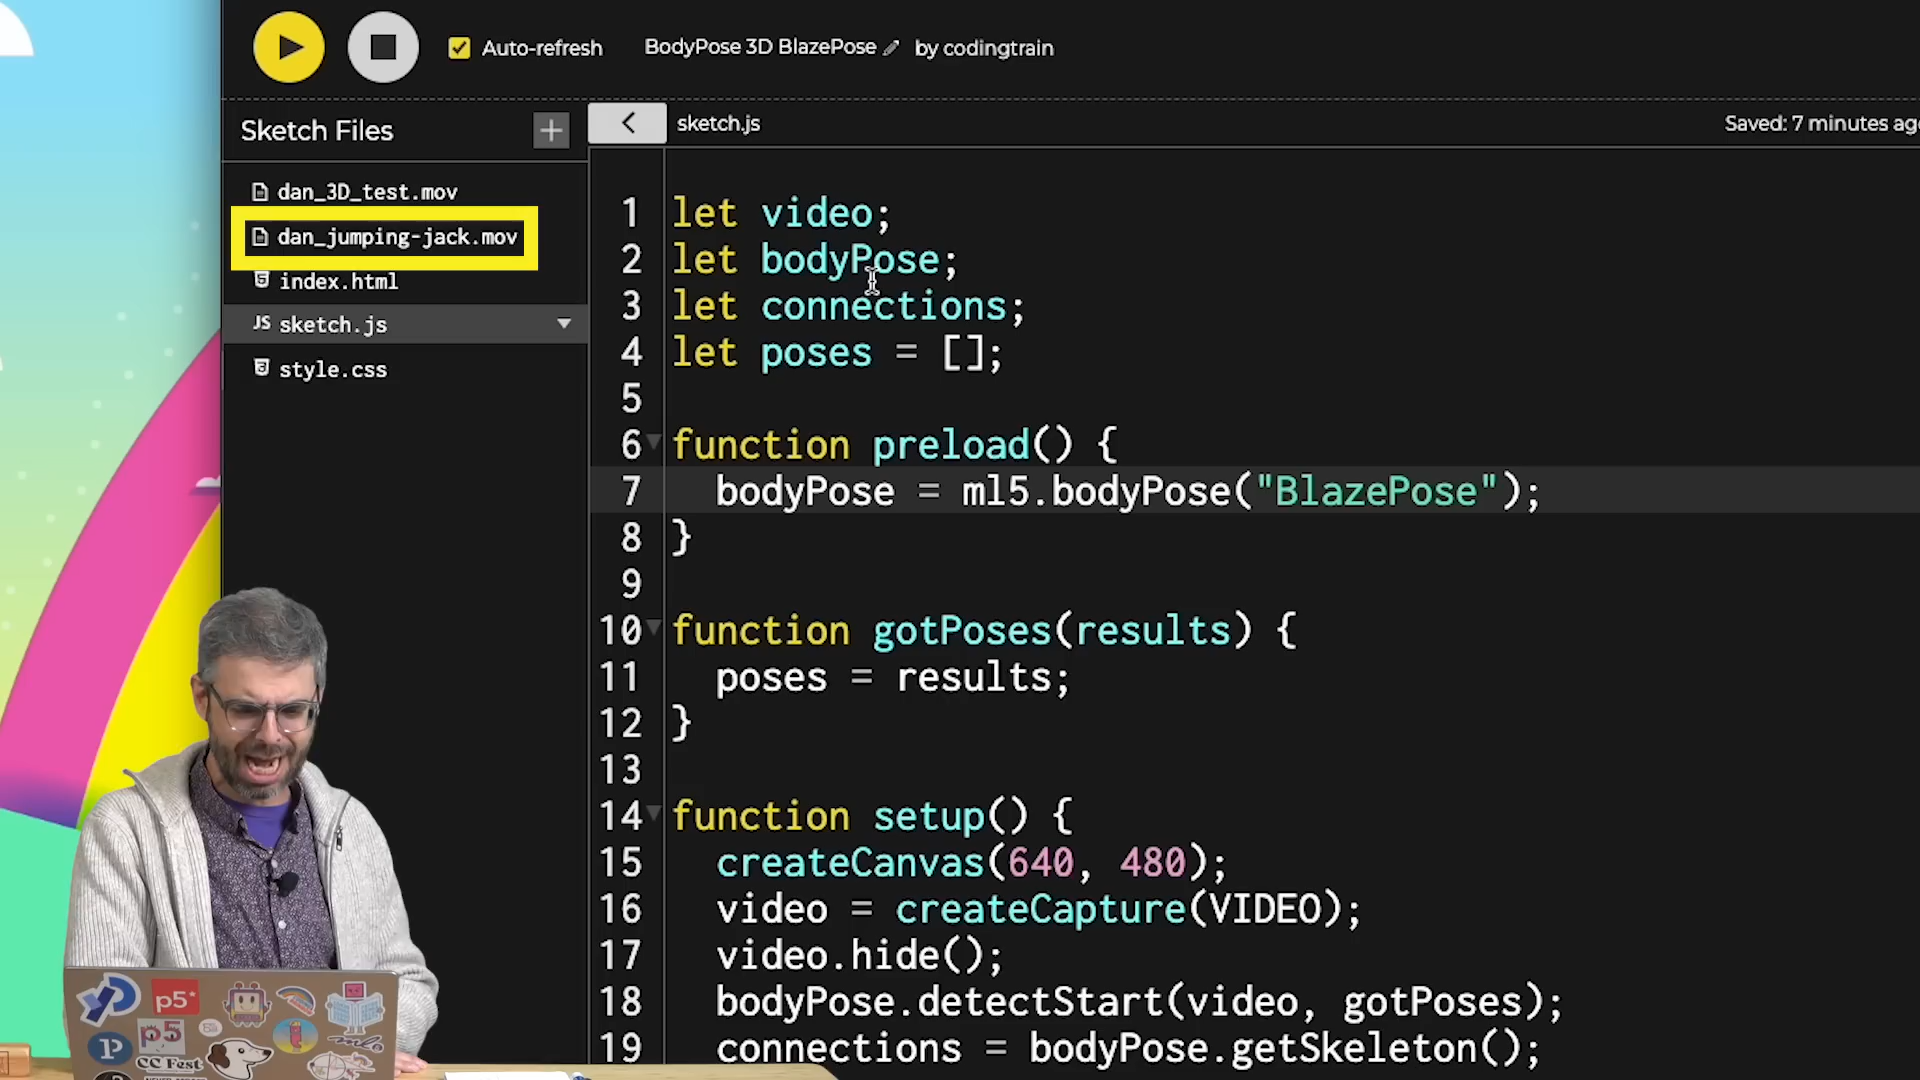 Auto-refresh
BodyPose 3D BlazePose
by codingtrain
Sketch Files
+
sketch.js
Saved: 7 minutes ago
dan_3D_test.mov
dan_jumping-jack.mov
index.html
JS sketch.js
style.css
1 let video;
2 let bodyPose;
3 let connections;
4 let poses = [];
5
6 function preload() {
7 bodyPose = ml5.bodyPose("BlazePose");
8 }
9
10 function gotPoses(results) {
11 poses = results;
12 }
13
14 function setup() {
15 createCanvas(640, 480);
16 video = createCapture(VIDEO);
17 video.hide();
18 bodyPose.detectStart(video, gotPoses);
19 connections = bodyPose.getSkeleton();
p5*
p5
CC Fest